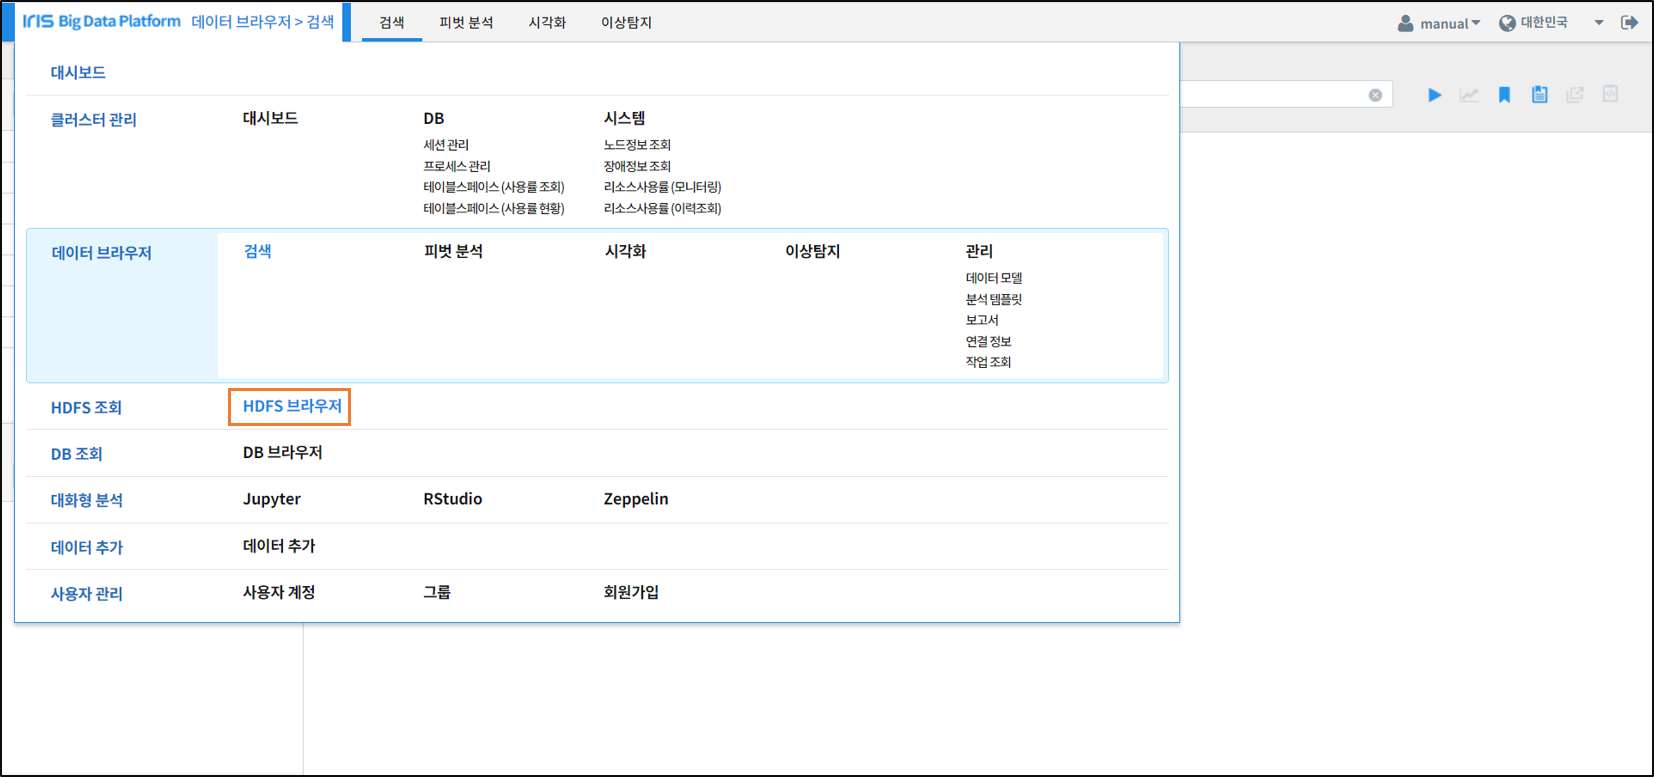 IRIS Big Data Platform 데이터 브라우저 > 검색 검색 피벗 분석 시각화 이상탐지 manual 대한민국
대시보드
클러스터 관리 대시보드 DB 시스템
세션 관리 노드정보 조회
프로세스 관리 장애정보 조회
테이블스페이스 (사용률 조회) 리소스사용률 (모니터링)
테이블스페이스 (사용률 현황) 리소스사용률 (이력조회)
데이터 브라우저 검색 피벗 분석 시각화 이상탐지 관리
데이터 모델
분석 템플릿
보고서
연결 정보
작업 조회
HDFS 조회 HDFS 브라우저
DB 조회 DB 브라우저
대화형 분석 Jupyter RStudio Zeppelin
데이터 추가 데이터 추가
사용자 관리 사용자 계정 그룹 회원가입